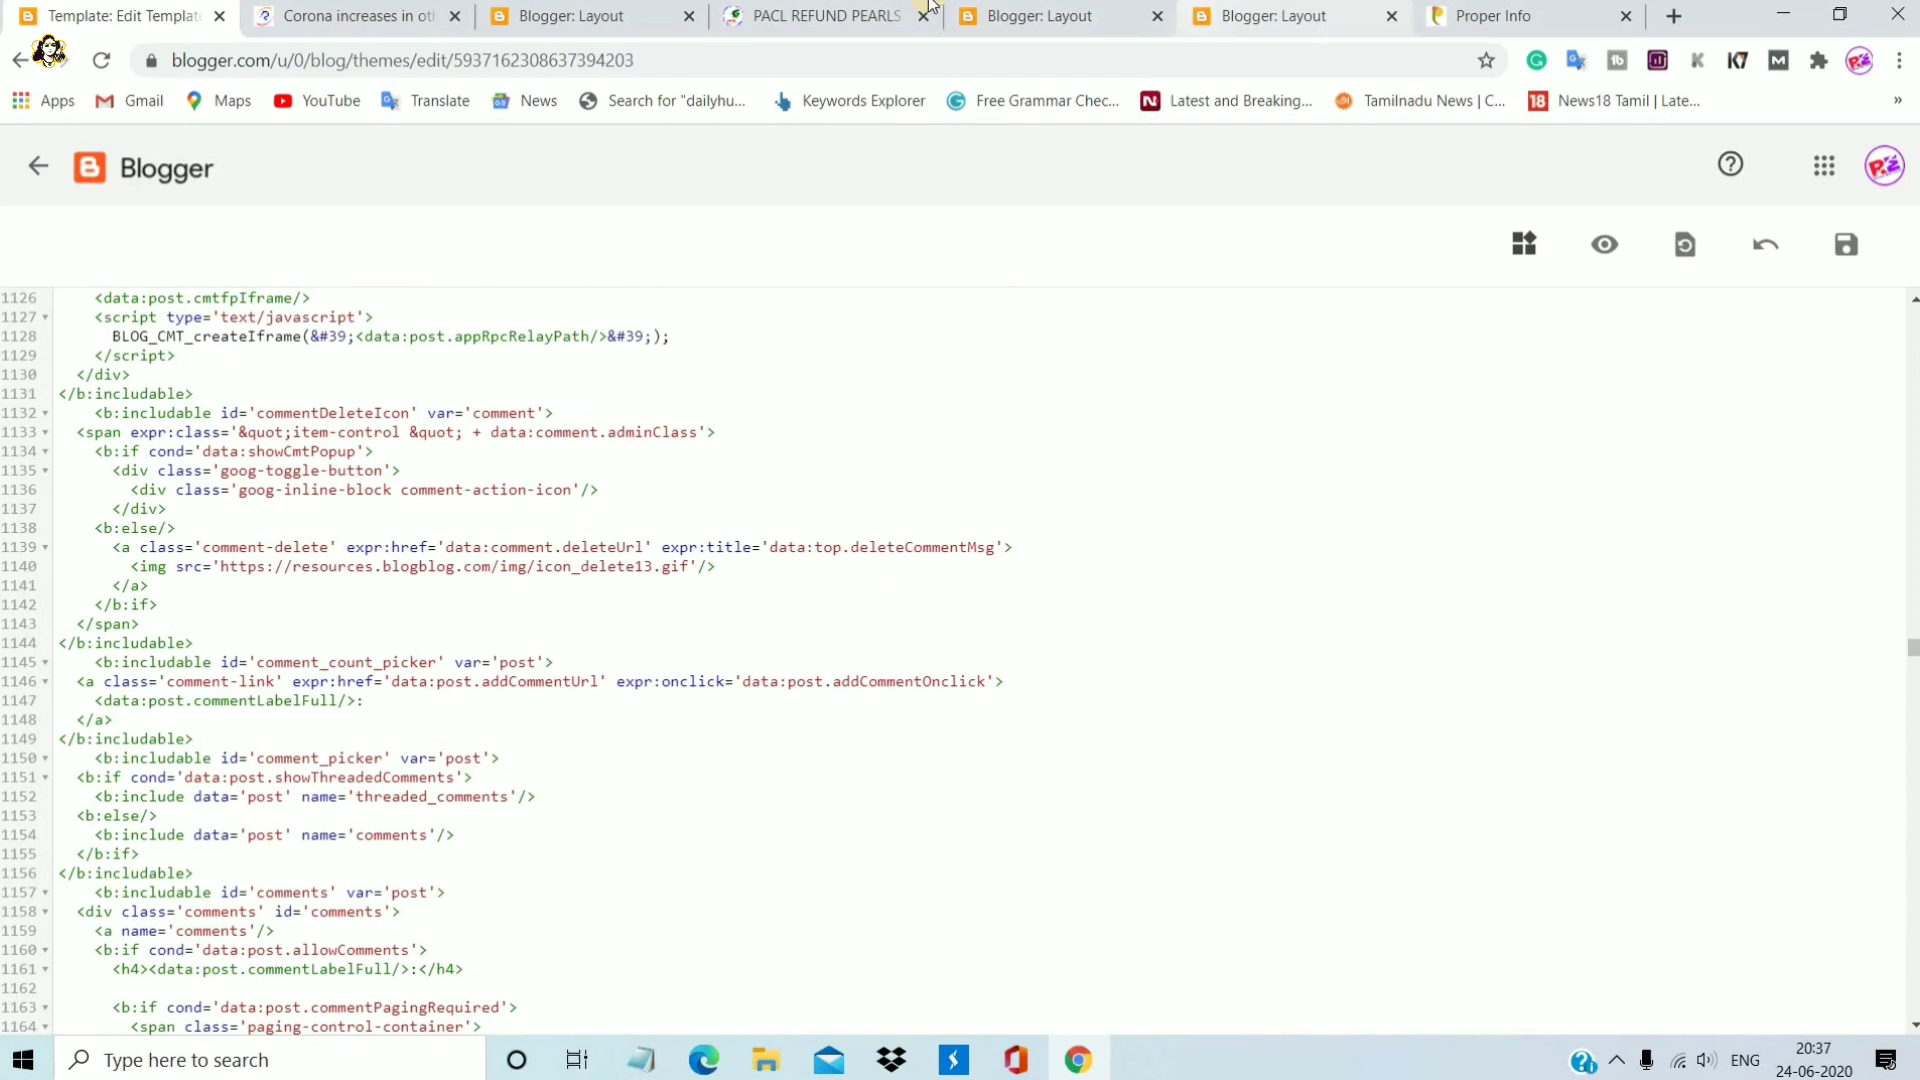 Template: Edit Templat
Corona increases in oth
Blogger: Layout
PACL REFUND PEARLS
Blogger: Layout
Blogger: Layout
Proper Info
blogger.com/u/0/blog/themes/edit/5937162308637394203
Apps
Gmail
Maps
YouTube
Translate
News
Search for "dailyhu...
Keywords Explorer
Free Grammar Chec...
Latest and Breaking...
Tamilnadu News | C...
18 News18 Tamil | Late...
»
Blogger
1126 <data:post.cmtfpIframe/>
1127 <script type='text/javascript'>
1128 BLOG_CMT_createIframe(&#39;<data:post.appRpcRelayPath/>&#39;);
1129 </script>
1130 </div>
1131 </b:includable>
1132 <b:includable id='commentDeleteIcon' var='comment'>
1133 <span expr:class='&quot;item-control &quot; + data:comment.adminClass'>
1134 <b:if cond='data:showCmtPopup'>
1135 <div class='goog-toggle-button'>
1136 <div class='goog-inline-block comment-action-icon'/>
1137 </div>
1138 <b:else/>
1139 <a class='comment-delete' expr:href='data:comment.deleteUrl' expr:title='data:top.deleteCommentMsg'>
1140 <img src='https://resources.blogblog.com/img/icon_delete13.gif'/>
1141 </a>
1142 </b:if>
1143 </span>
1144 </b:includable>
1145 <b:includable id='comment_count_picker' var='post'>
1146 <a class='comment-link' expr:href='data:post.addCommentUrl' expr:onclick='data:post.addCommentOnclick'>
1147 <data:post.commentLabelFull/>:
1148 </a>
1149 </b:includable>
1150 <b:includable id='comment_picker' var='post'>
1151 <b:if cond='data:post.showThreadedComments'>
1152 <b:include data='post' name='threaded_comments'/>
1153 <b:else/>
1154 <b:include data='post' name='comments'/>
1155 </b:if>
1156 </b:includable>
1157 <b:includable id='comments' var='post'>
1158 <div class='comments' id='comments'>
1159 <a name='comments'/>
1160 <b:if cond='data:post.allowComments'>
1161 <h4><data:post.commentLabelFull/>:</h4>
1162
1163 <b:if cond='data:post.commentPagingRequired'>
1164 <span class='paging-control-container'>
Type here to search
ENG
20:37
24-06-2020